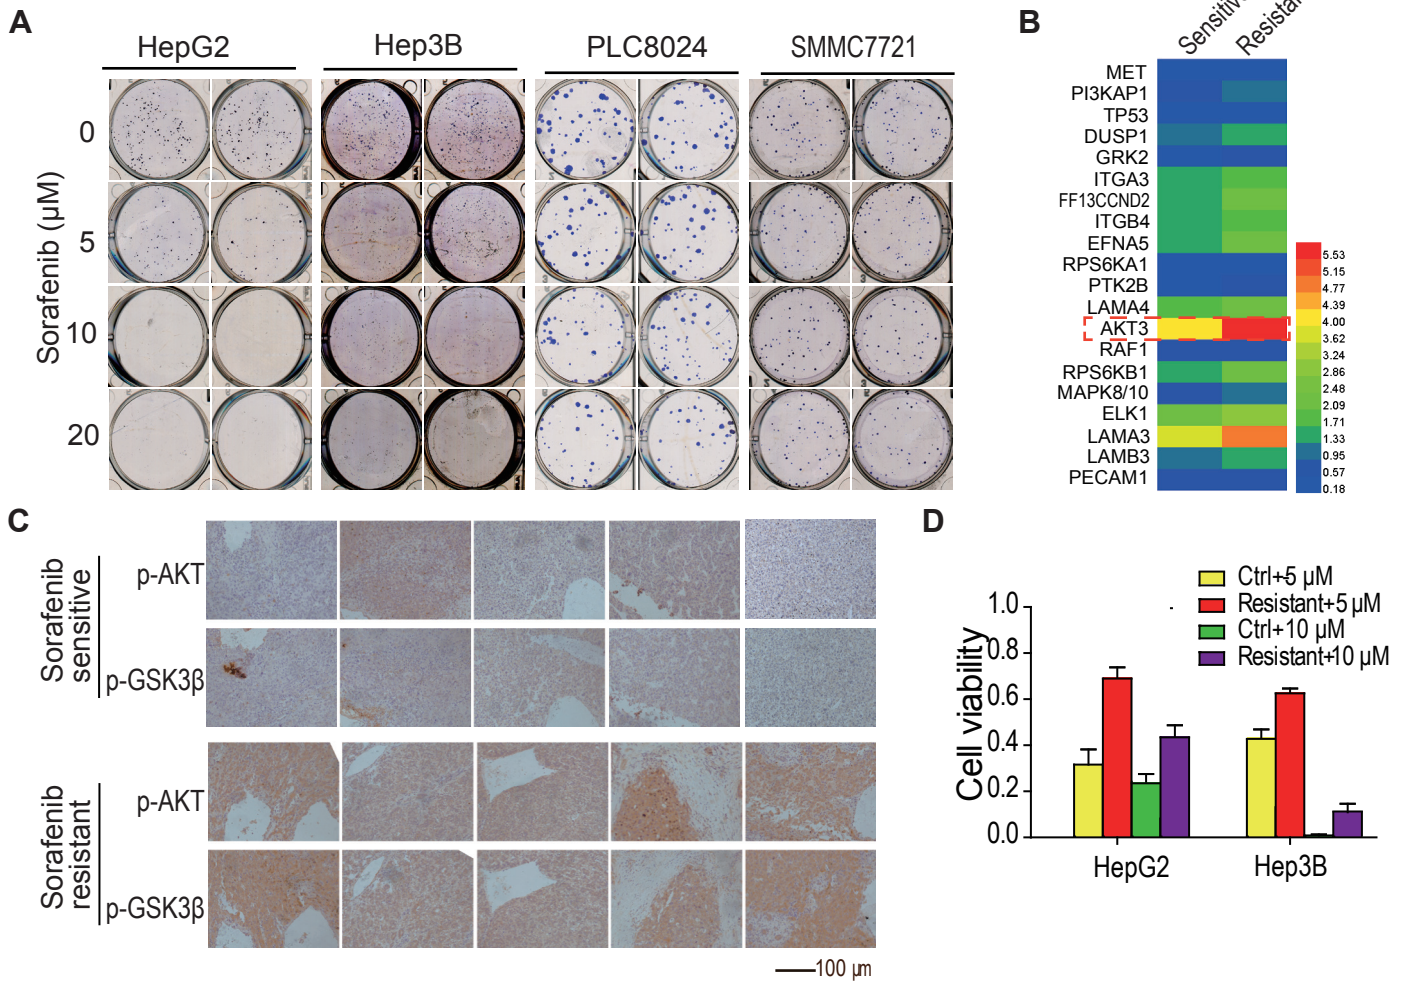 A
HepG2
Hep3B
PLC8024
SMMC7721
Sorafenib (µM)
0
5
10
20
B
Sensitive
Resistan
MET
PI3KAP1
TP53
DUSP1
GRK2
ITGA3
FF13CCND2
ITGB4
EFNA5
RPS6KA1
PTK2B
LAMA4
AKT3
RAF1
RPS6KB1
MAPK8/10
ELK1
LAMA3
LAMB3
PECAM1
5.53
5.15
4.77
4.39
4.00
3.62
3.24
2.86
2.48
2.09
1.71
1.33
0.95
0.57
0.18
C
Sorafenib
sensitive
p-AKT
p-GSK3β
Sorafenib
resistant
p-AKT
p-GSK3β
100 µm
D
Ctrl+5 µM
Resistant+5 µM
Ctrl+10 µM
Resistant+10 µM
Cell viability
1.0
0.8
0.6
0.4
0.2
0.0
HepG2
Hep3B